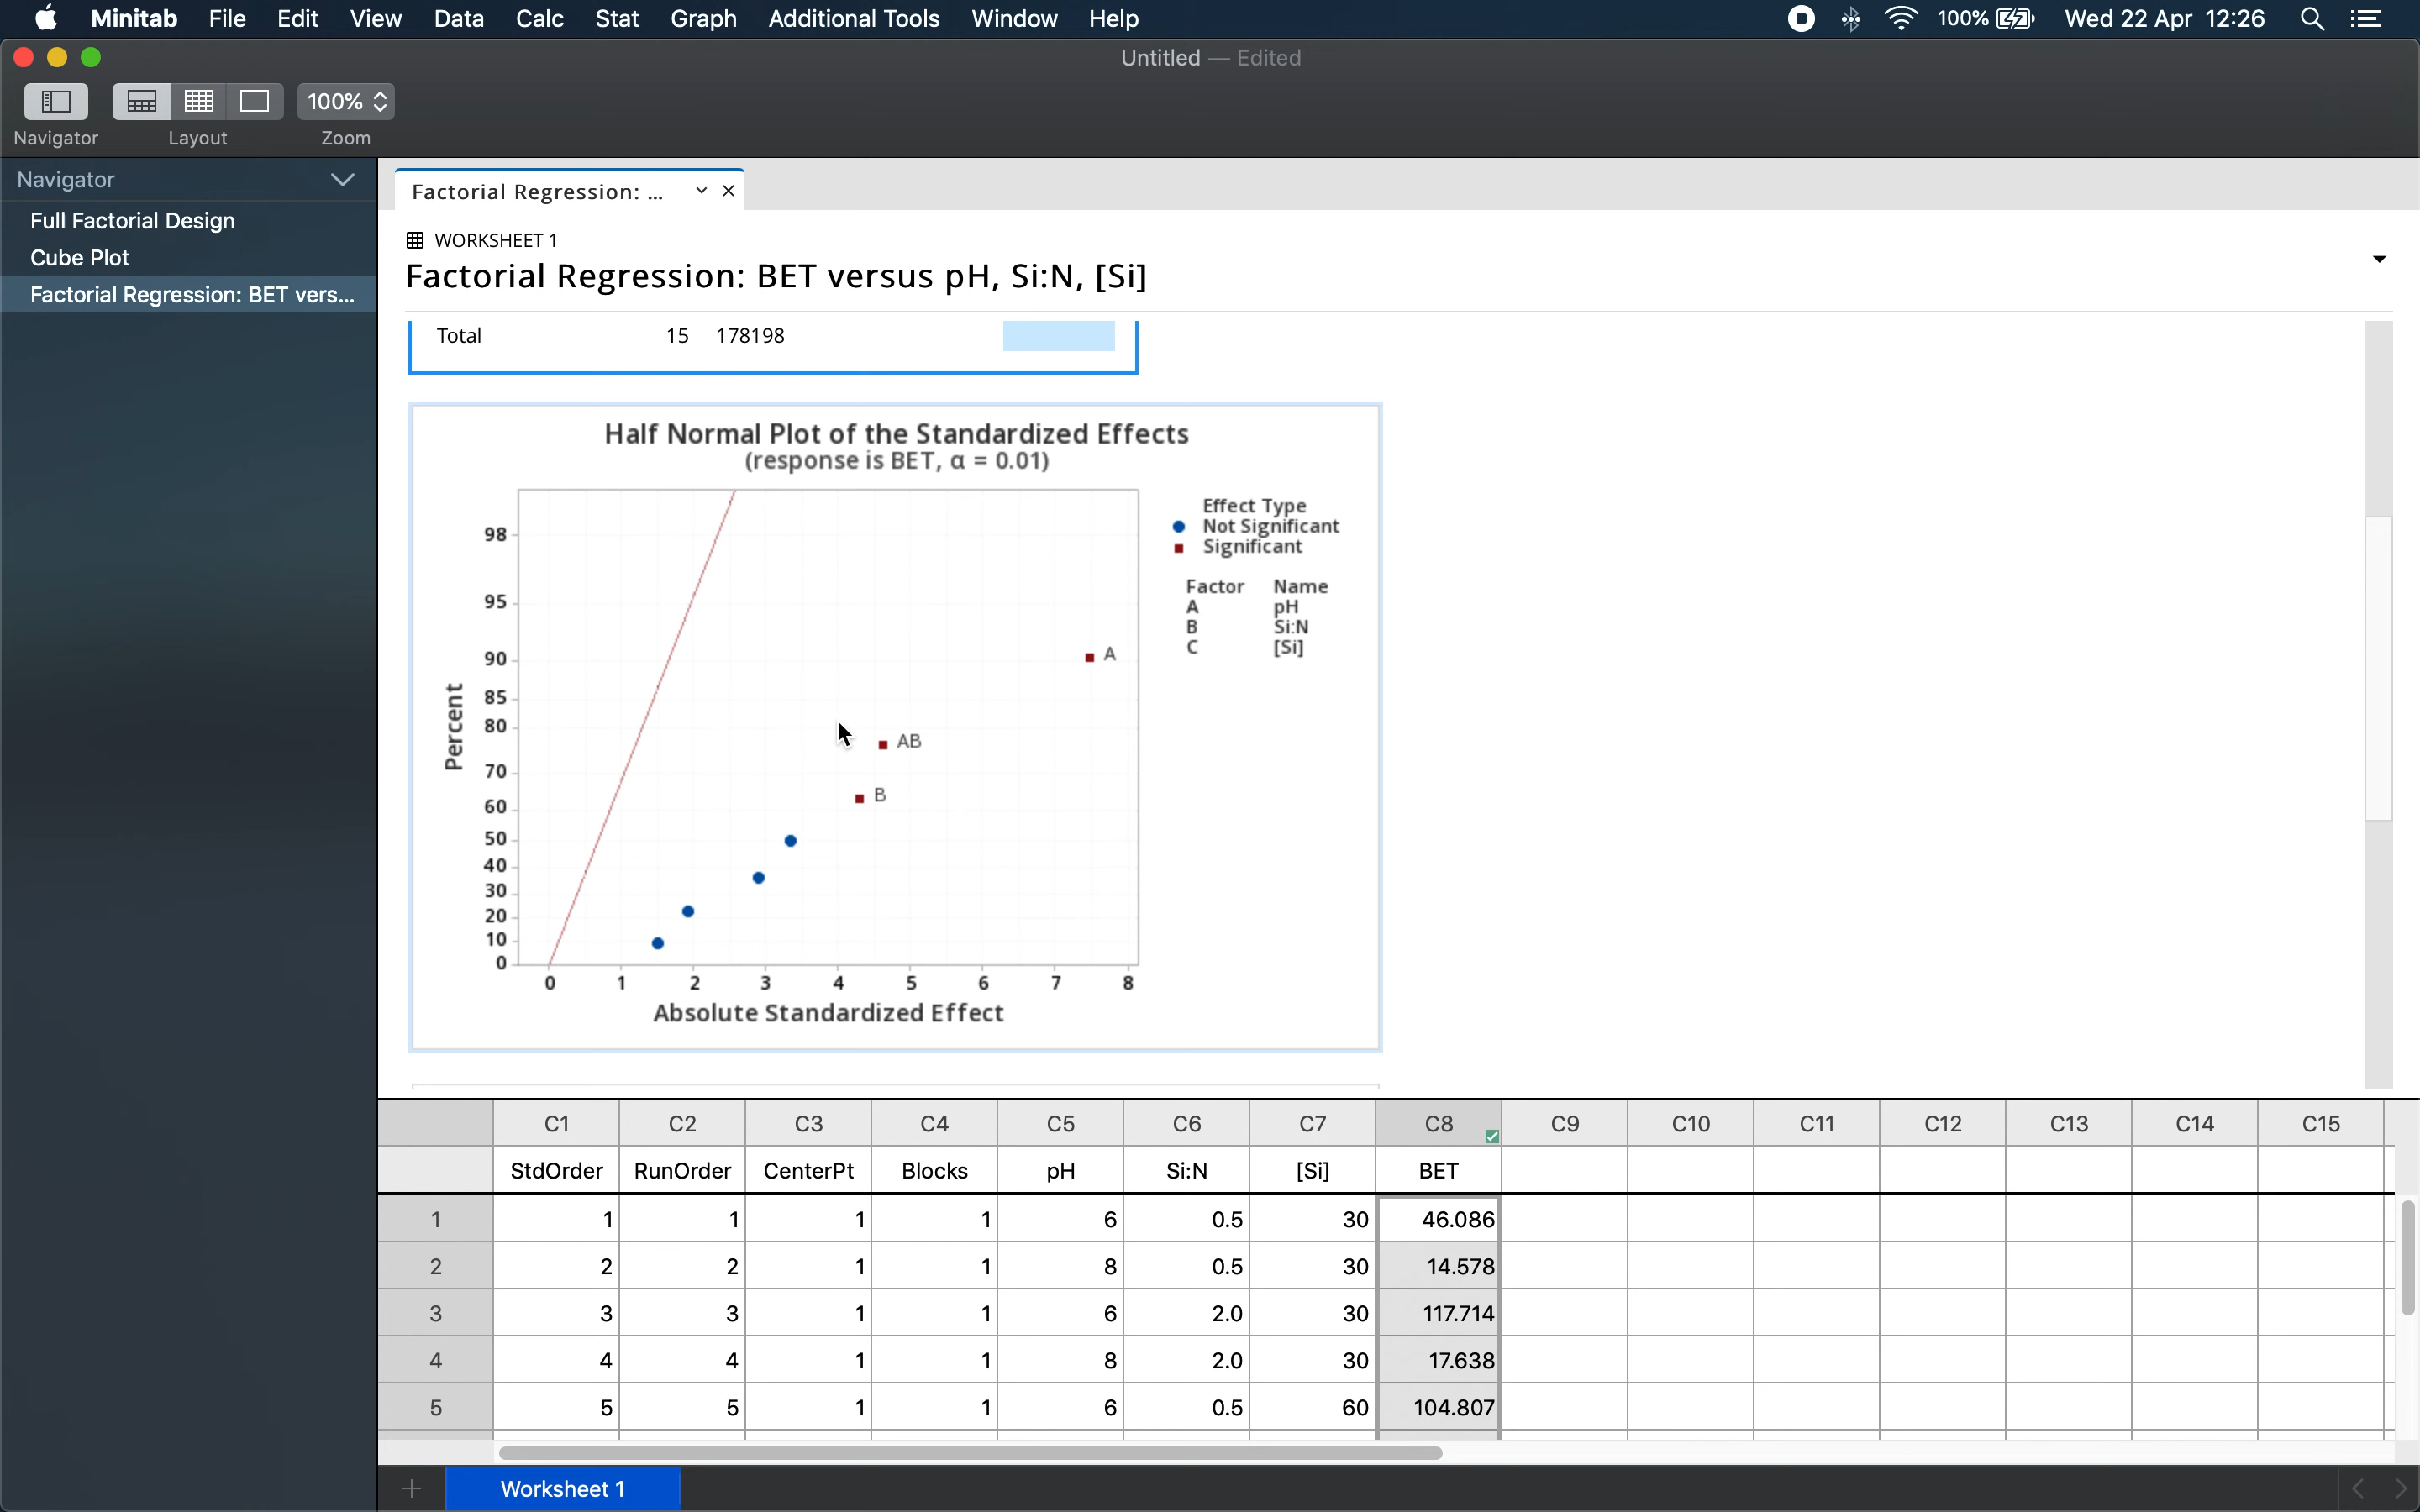 Minitab File Edit View Data Calc Stat Graph Additional Tools Window Help 100% Wed 22 Apr 12:26
Untitled — Edited
100%
Navigator Layout Zoom
Navigator
Full Factorial Design
Cube Plot
Factorial Regression: BET vers...
Factorial Regression: ...
WORKSHEET 1
Factorial Regression: BET versus pH, Si:N, [Si]
Total 15 178198
Half Normal Plot of the Standardized Effects
(response is BET, α = 0.01)
Effect Type
Not Significant
Significant
Factor Name
A pH
B Si:N
C [Si]
98
95
90
85
80
70
60
50
40
30
20
10
0
Percent
A
AB
B
0 1 2 3 4 5 6 7 8
Absolute Standardized Effect
C1 C2 C3 C4 C5 C6 C7 C8 C9 C10 C11 C12 C13 C14 C15
StdOrder RunOrder CenterPt Blocks pH Si:N [Si] BET
1 1 1 1 1 6 0.5 30 46.086
2 2 2 1 1 8 0.5 30 14.578
3 3 3 1 1 6 2.0 30 117.714
4 4 4 1 1 8 2.0 30 17.638
5 5 5 1 1 6 0.5 60 104.807
Worksheet 1